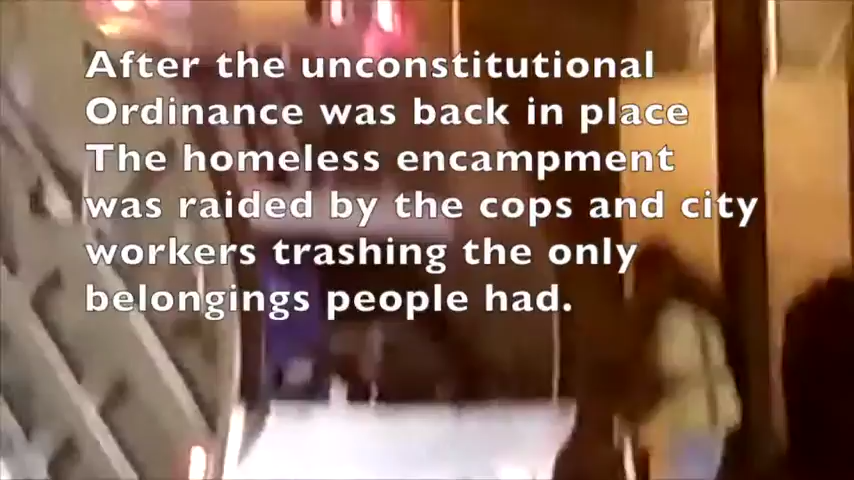 After the unconstitutional
Ordinance was back in place
The homeless encampment
was raided by the cops and city
workers trashing the only
belongings people had.